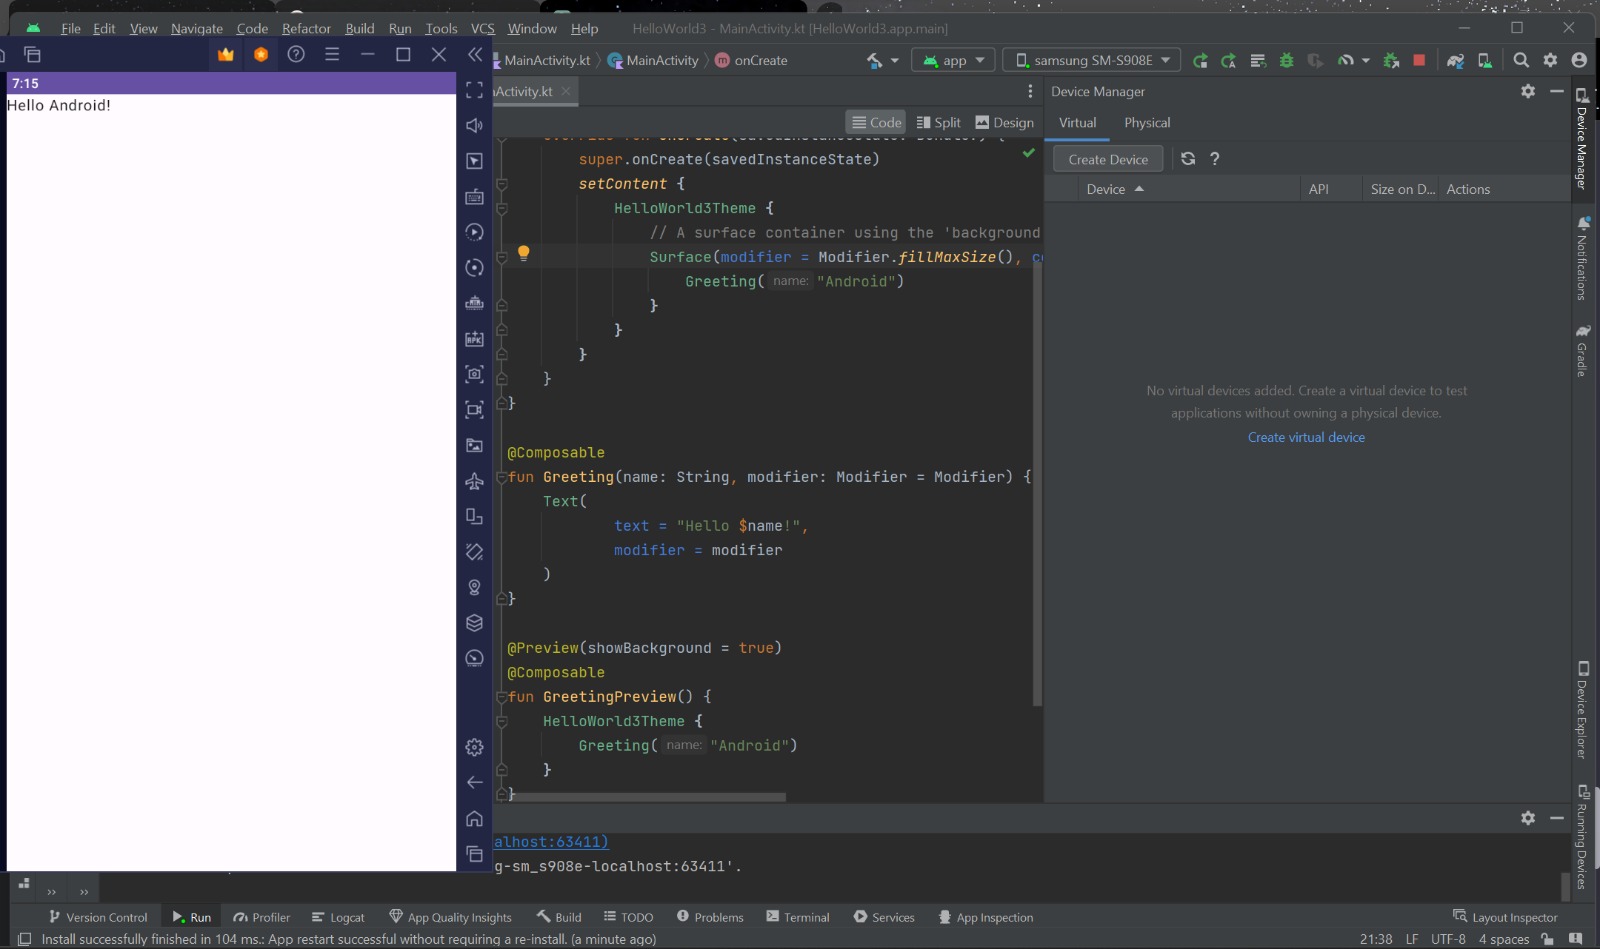 File Edit View Navigate Code Refactor Build Run Tools VCS Window Help
HelloWorld3 - MainActivity.kt [HelloWorld3.app.main]
MainActivity.kt MainActivity onCreate
app samsung SM-S908E
7:15
Hello Android!
Activity.kt
Code Split Design
super.onCreate(savedInstanceState)
setContent {
HelloWorld3Theme {
// A surface container using the 'background
Surface(modifier = Modifier.fillMaxSize(), co
Greeting( name: "Android")
}
}
}
}
}
@Composable
fun Greeting(name: String, modifier: Modifier = Modifier) {
Text(
text = "Hello $name!",
modifier = modifier
)
}
@Preview(showBackground = true)
@Composable
fun GreetingPreview() {
HelloWorld3Theme {
Greeting( name: "Android")
}
}
Device Manager
Virtual Physical
Create Device ?
Device API Size on D... Actions
No virtual devices added. Create a virtual device to test
applications without owning a physical device.
Create virtual device
Device Manager
Notifications
Gradle
Device Explorer
Running Devices
alhost:63411)
g-sm_s908e-localhost:63411'.
Version Control Run Profiler Logcat App Quality Insights Build TODO Problems Terminal Services App Inspection Layout Inspector
Install successfully finished in 104 ms.: App restart successful without requiring a re-install. (a minute ago) 21:38 LF UTF-8 4 spaces